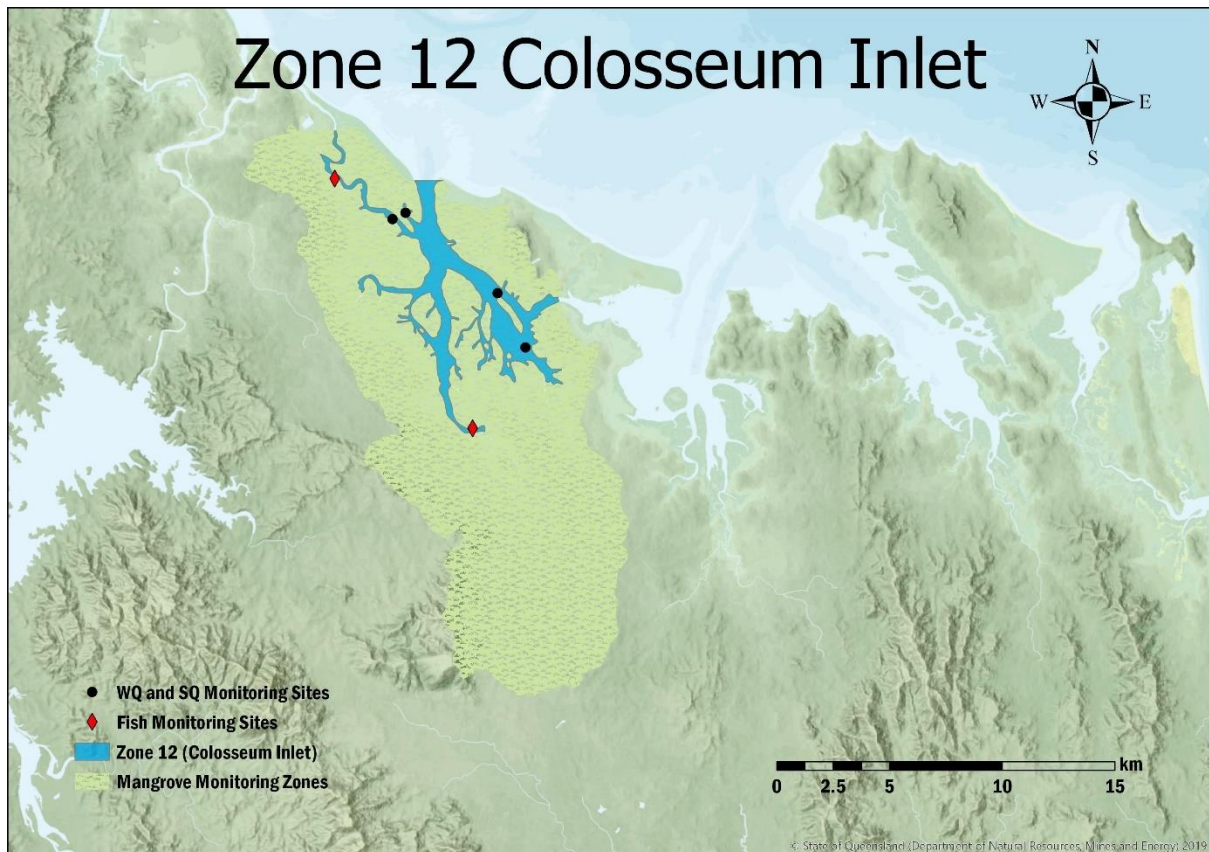 Zone 12 Colosseum Inlet
N
W E
S
WQ and SQ Monitoring Sites
Fish Monitoring Sites
Zone 12 (Colosseum Inlet)
Mangrove Monitoring Zones
km
0 2.5 5 10 15
© State of Queensland (Department of Natural Resources, Mines and Energy) 2019